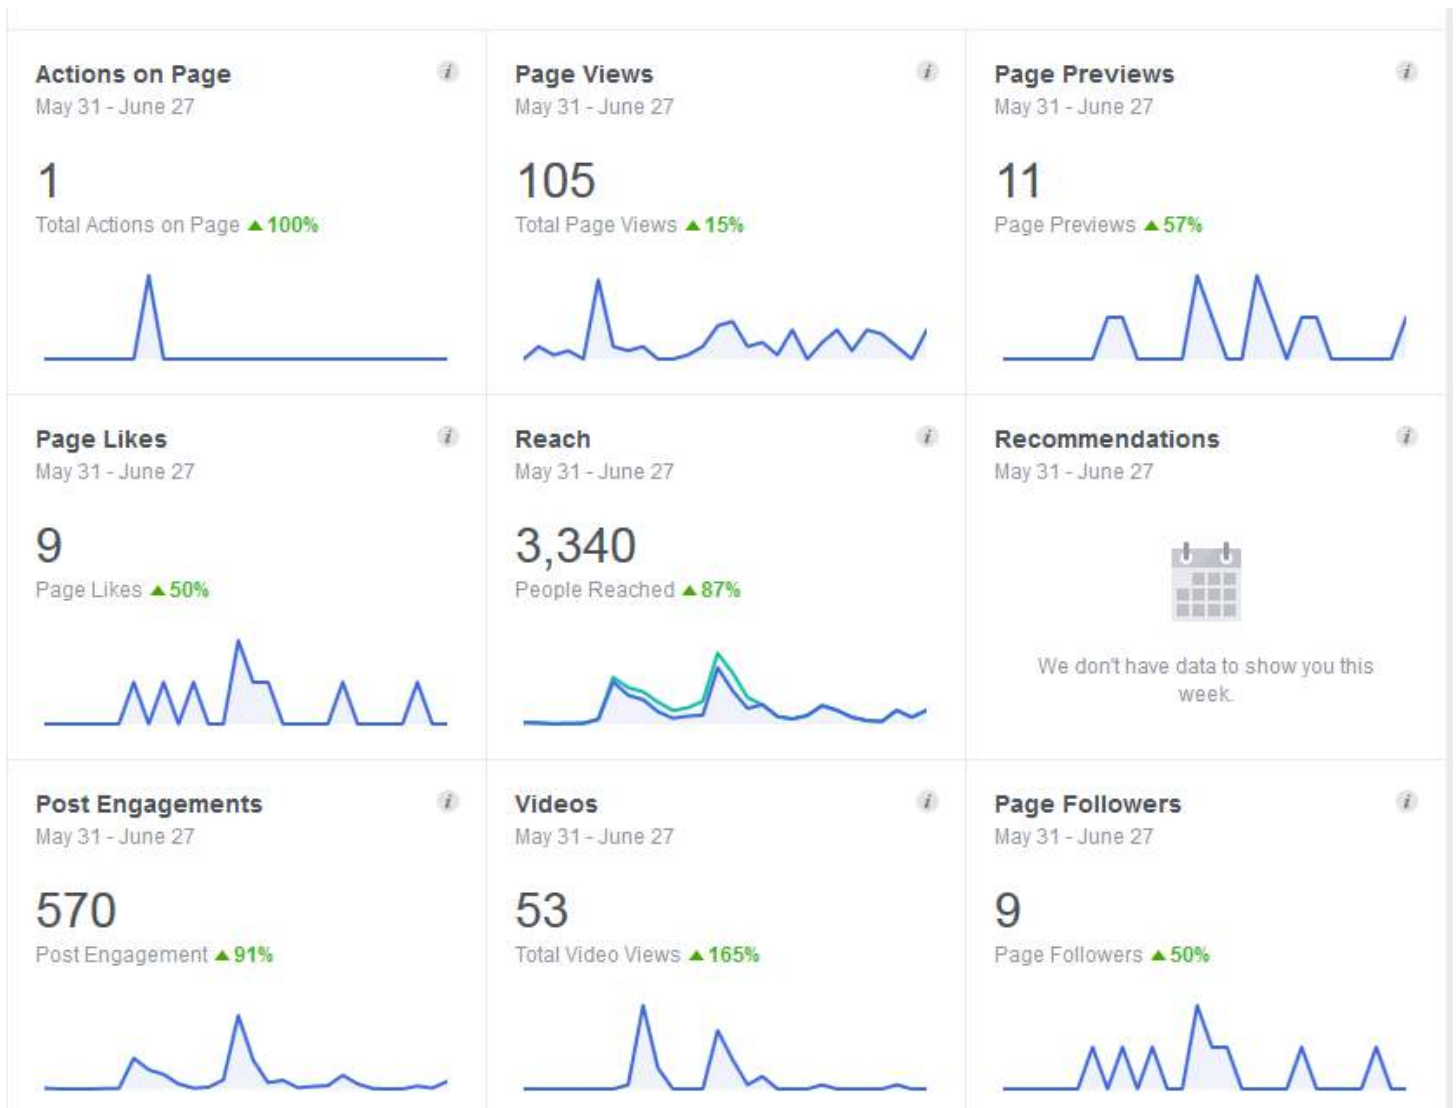 Actions on Page
May 31 - June 27
1
Total Actions on Page ▲ 100%
Page Views
May 31 - June 27
105
Total Page Views ▲ 15%
Page Previews
May 31 - June 27
11
Page Previews ▲ 57%
Page Likes
May 31 - June 27
9
Page Likes ▲ 50%
Reach
May 31 - June 27
3,340
People Reached ▲ 87%
Recommendations
May 31 - June 27
We don't have data to show you this
week.
Post Engagements
May 31 - June 27
570
Post Engagement ▲ 91%
Videos
May 31 - June 27
53
Total Video Views ▲ 165%
Page Followers
May 31 - June 27
9
Page Followers ▲ 50%